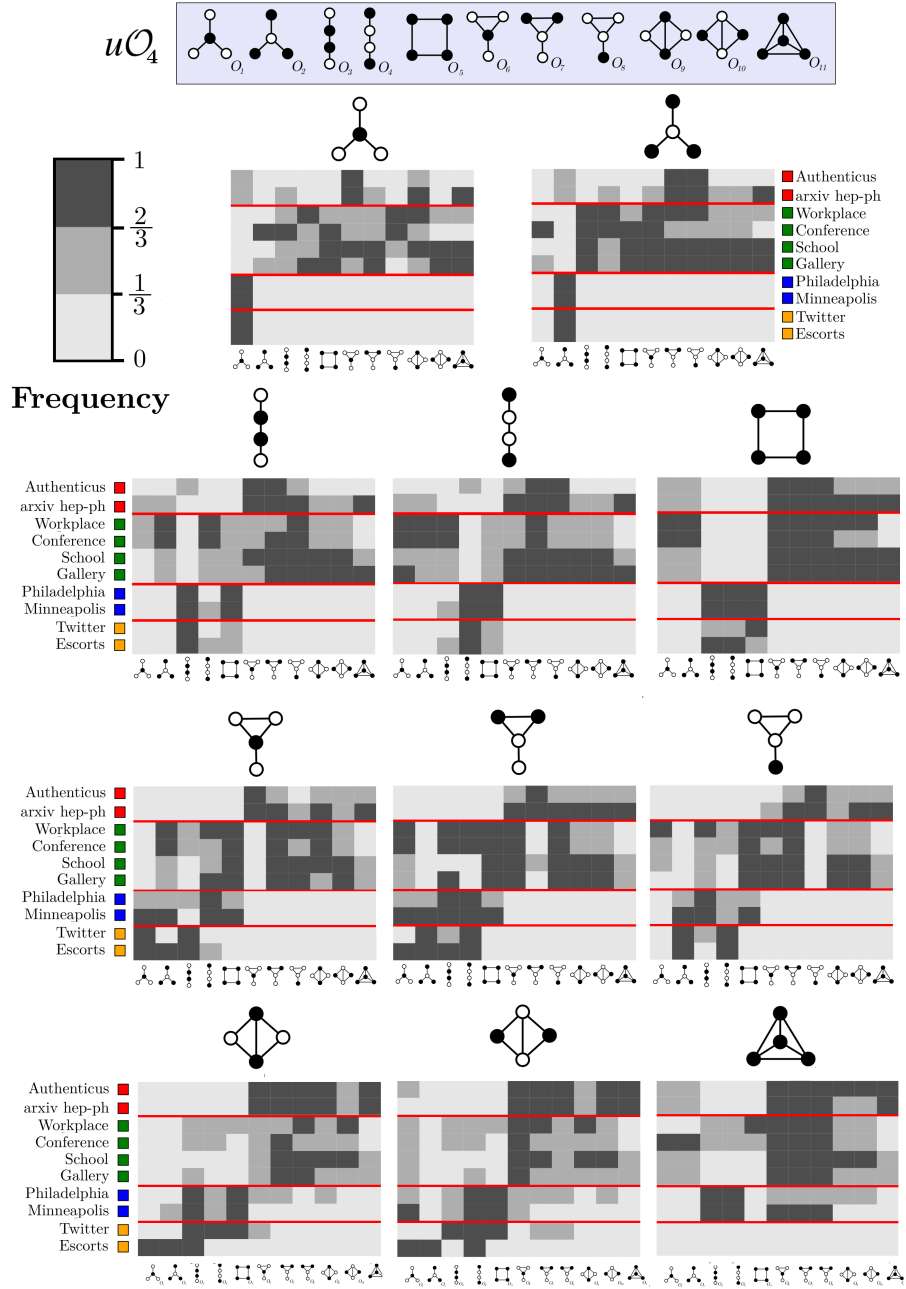 uO₄
O₁ O₂ O₃ O₄ O₅ O₆ O₇ O₈ O₉ O₁₀ O₁₁
1
2/3
1/3
0
Frequency
Authenticus
arxiv hep-ph
Workplace
Conference
School
Gallery
Philadelphia
Minneapolis
Twitter
Escorts
Authenticus
arxiv hep-ph
Workplace
Conference
School
Gallery
Philadelphia
Minneapolis
Twitter
Escorts
Authenticus
arxiv hep-ph
Workplace
Conference
School
Gallery
Philadelphia
Minneapolis
Twitter
Escorts
Authenticus
arxiv hep-ph
Workplace
Conference
School
Gallery
Philadelphia
Minneapolis
Twitter
Escorts